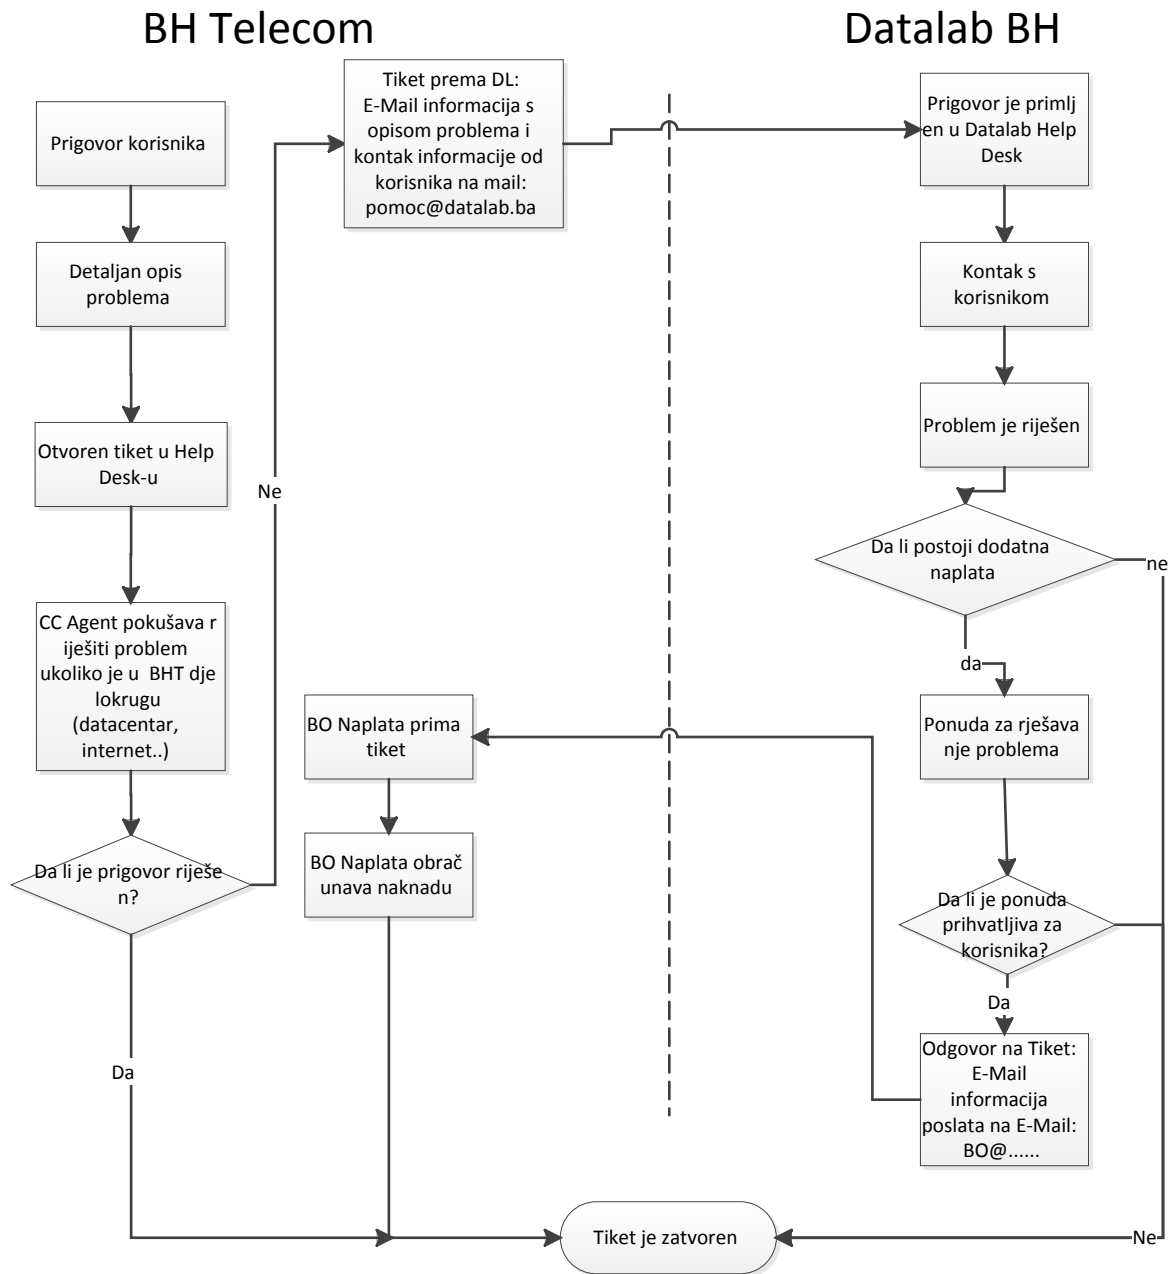 BH Telecom
Datalab BH
Prigovor korisnika
Detaljan opis
problema
Otvoren tiket u Help
Desk-u
CC Agent pokušava r
iješiti problem
ukoliko je u  BHT dje
lokrugu
(datacentar,
internet..)
Da li je prigovor riješe
n?
Da
Ne
Tiket prema DL:
E-Mail informacija s
opisom problema i
kontak informacije od
korisnika na mail:
pomoc@datalab.ba
Prigovor je primlj
en u Datalab Help
Desk
Kontak s
korisnikom
Problem je riješen
Da li postoji dodatna
naplata
ne
da
Ponuda za rješava
nje problema
Da li je ponuda
prihvatljiva za
korisnika?
Da
Odgovor na Tiket:
E-Mail
informacija
poslata na E-Mail:
BO@......
BO Naplata prima
tiket
BO Naplata obrač
unava naknadu
Tiket je zatvoren
Ne